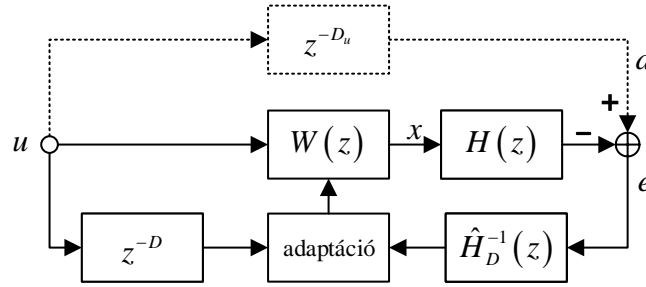 z^{-D_u}
d
+
u
W(z)
x
H(z)
−
e
z^{-D}
adaptáció
Ĥ_D^{-1}(z)